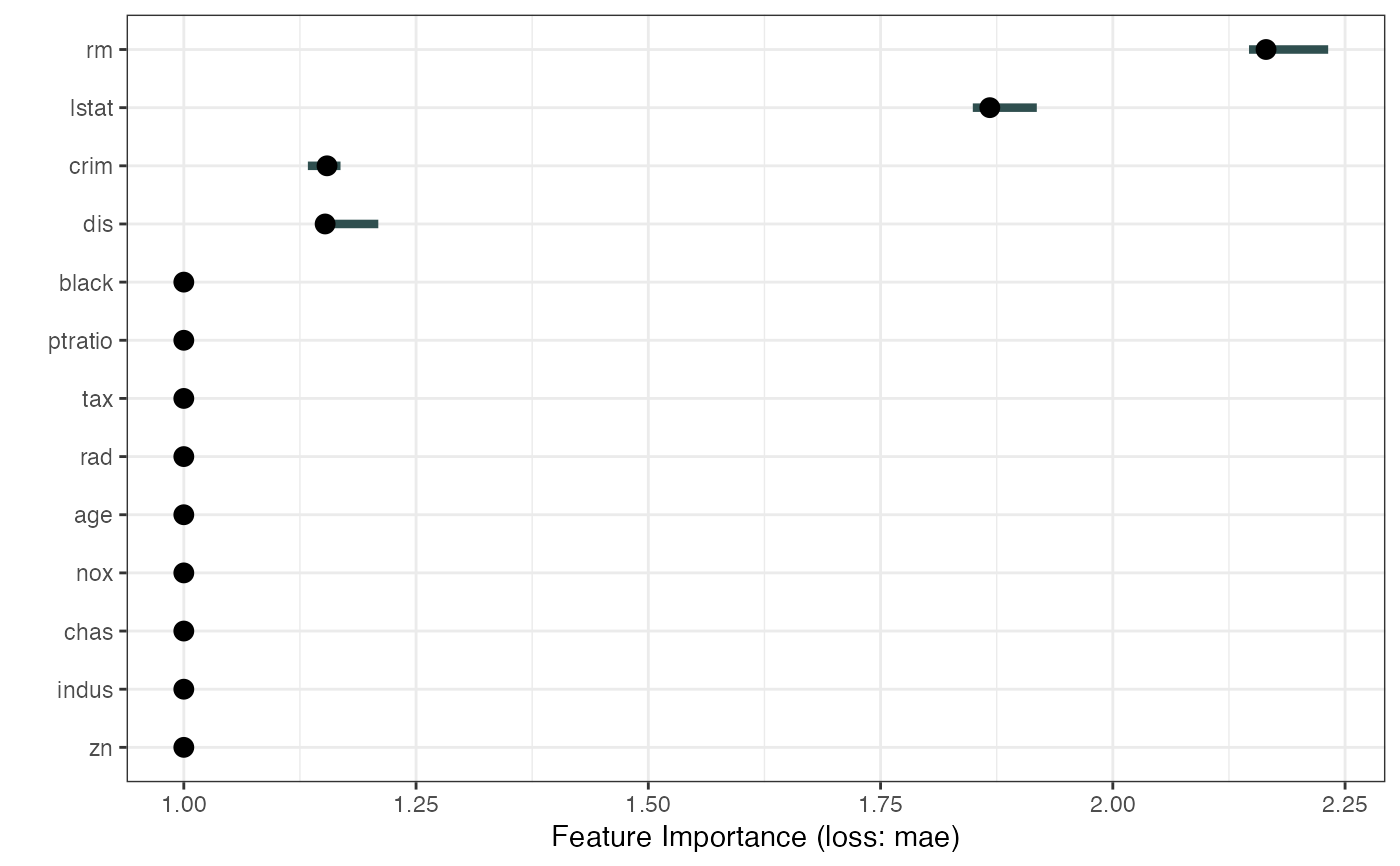 rm
lstat
crim
dis
black
ptratio
tax
rad
age
nox
chas
indus
zn
1.00 1.25 1.50 1.75 2.00 2.25
Feature Importance (loss: mae)